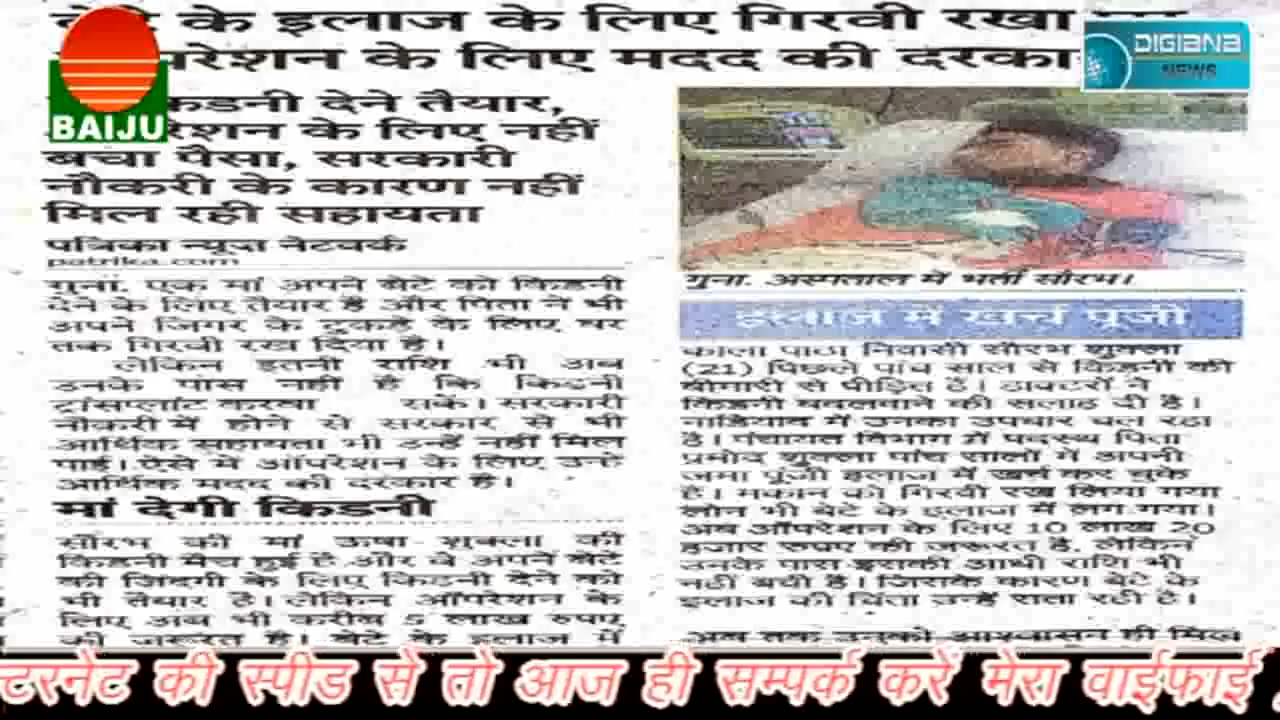 के इलाज के लिए गिरवी रखा
के लिए मदद की
DIGIANA
NEWS
BAIJU
देने तैयार,
के लिए नहीं
बचा पैसा, सरकारी
नौकरी के कारण नहीं
मिल रही सहायता
पत्रिका न्यूज नेटवर्क
patrika.com
गुना. एक मां अपने बेटे को किडनी
देने के लिए तैयार है और पिता ने भी
अपने जिगर के टुकड़े के लिए घर
तक गिरवी रख दिया है।
लेकिन इतनी राशि भी अब
उनके पास नहीं है कि किडनी
ट्रांसप्लांट करवा सकें। सरकारी
नौकरी में होने से सरकार से भी
आर्थिक सहायता भी उन्हें नहीं मिल
पाई। ऐसे में ऑपरेशन के लिए उन्हें
आर्थिक मदद की दरकार है।
मां देगी किडनी
सौरभ की मां ऊषा शुक्ला की
किडनी मैच हुई है और वे अपने बेटे
की जिंदगी के लिए किडनी देने को
भी तैयार है। लेकिन ऑपरेशन के
लिए अब भी करीब 5 लाख रुपए
की जरूरत है। बेटे के इलाज में
गुना. अस्पताल में भर्ती सौरभ।
इलाज में खर्च पूंजी
काला पाठा निवासी सौरभ शुक्ला
(21) पिछले पांच साल से किडनी की
बीमारी से पीड़ित हैं। डाक्टरों ने
किडनी बदलवाने की सलाह दी है।
नाडियाद में उनका उपचार चल रहा
है। पंचायत विभाग में पदस्थ पिता
प्रमोद शुक्ला पांच सालों में अपनी
जमा पूंजी इलाज में खर्च कर चुके
हैं। मकान को गिरवी रख लिया गया
लोन भी बेटे के इलाज में लग गया।
अब ऑपरेशन के लिए 10 लाख 20
हजार रुपए की जरूरत है, लेकिन
उनके पास इसकी आधी राशि भी
नहीं बची है। जिसके कारण बेटे के
इलाज की चिंता उन्हें सता रही है।
अब तक उनको आश्वासन ही मिल
की स्पीड से तो आज ही सम्पर्क करें मेरा वाईफाई